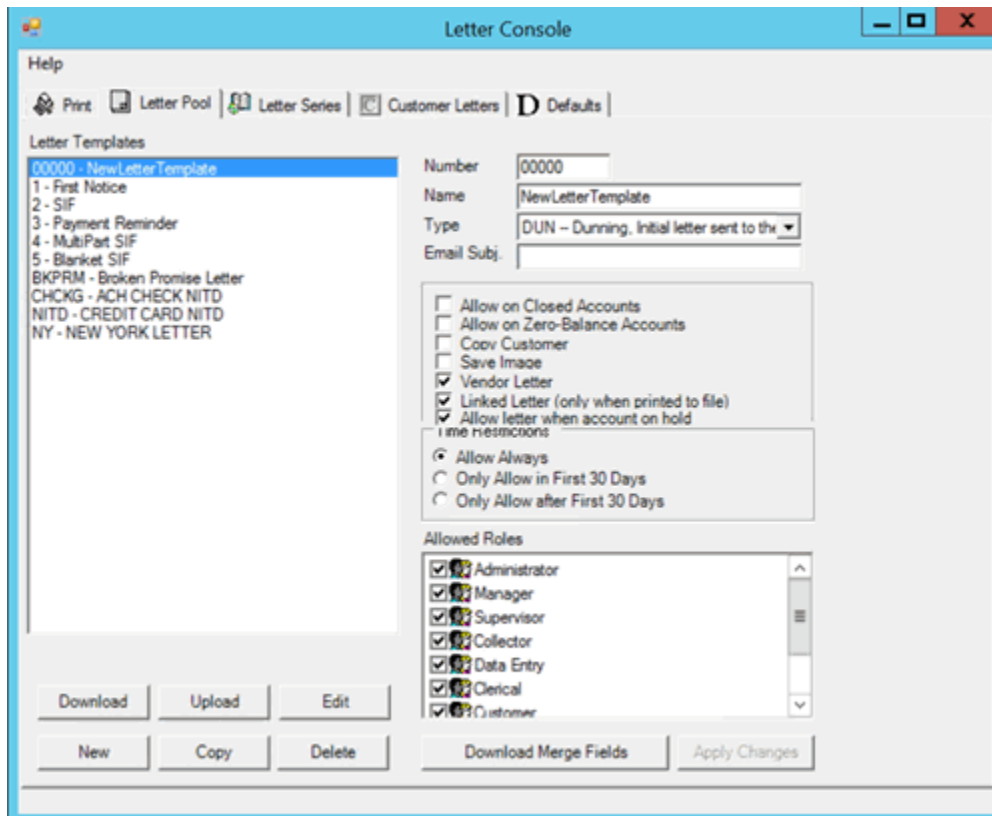 Letter Console
Help
Print Letter Pool Letter Series Customer Letters D Defaults
Letter Templates
00000 - NewLetterTemplate
1 - First Notice
2 - SIF
3 - Payment Reminder
4 - MultiPart SIF
5 - Blanket SIF
BKPRM - Broken Promise Letter
CHCKG - ACH CHECK NITD
NITD - CREDIT CARD NITD
NY - NEW YORK LETTER
Number 00000
Name NewLetterTemplate
Type DUN -- Dunning, Initial letter sent to the
Email Subj.
Allow on Closed Accounts
Allow on Zero-Balance Accounts
Copy Customer
Save Image
Vendor Letter
Linked Letter (only when printed to file)
Allow letter when account on hold
Time Restrictions
Allow Always
Only Allow in First 30 Days
Only Allow after First 30 Days
Allowed Roles
Administrator
Manager
Supervisor
Collector
Data Entry
Clerical
Customer
Download Upload Edit
New Copy Delete
Download Merge Fields Apply Changes